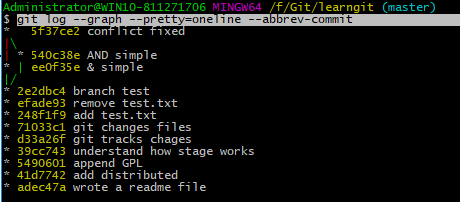 Administrator@WIN10-811271706 MINGW64 /f/Git/learngit (master)
$ git log --graph --pretty=oneline --abbrev-commit
*   5f37ce2 conflict fixed
|\
| * 540c38e AND simple
* | ee0f35e & simple
|/
* 2e2dbc4 branch test
* efade93 remove test.txt
* 248f1f9 add test.txt
* 71033c1 git changes files
* d33a26f git tracks chages
* 39cc743 understand how stage works
* 5490601 append GPL
* 41d7742 add distributed
* adec47a wrote a readme file